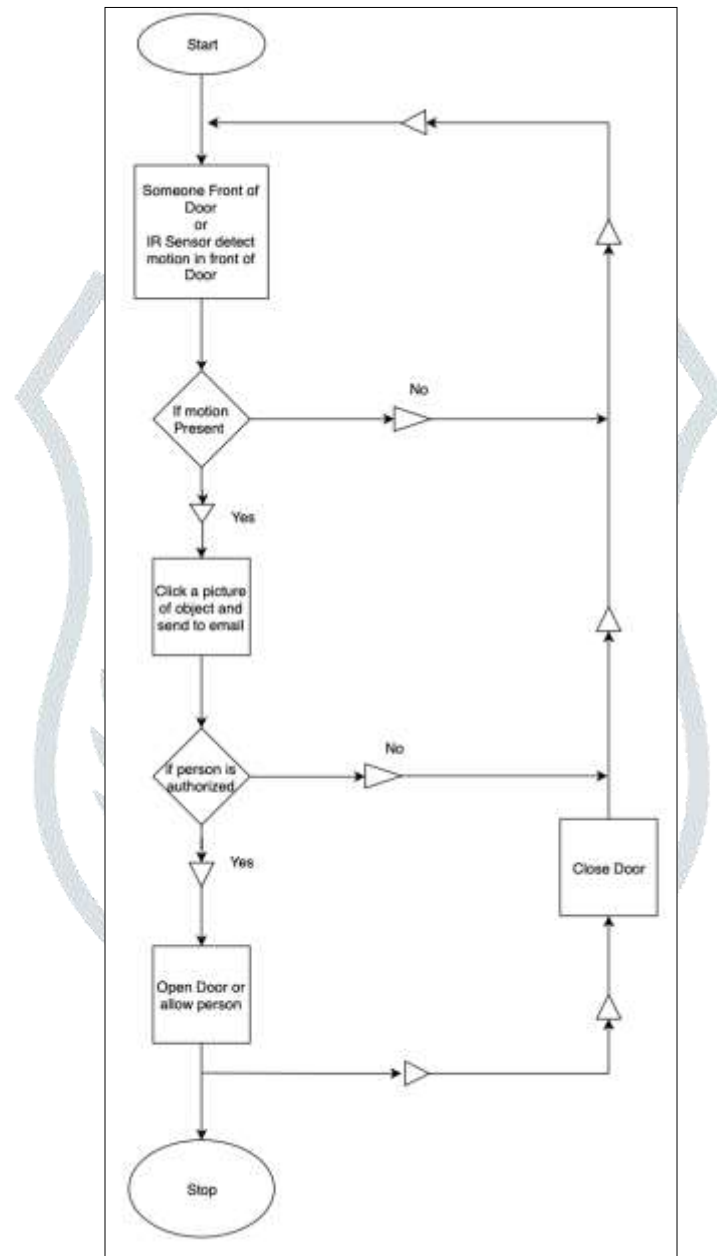 Start
Someone Front of
Door
or
IR Sensor detect
motion in front of
Door
If motion
Present
No
Yes
Click a picture
of object and
send to email
If person is
authorized
No
Yes
Close Door
Open Door or
allow person
Stop